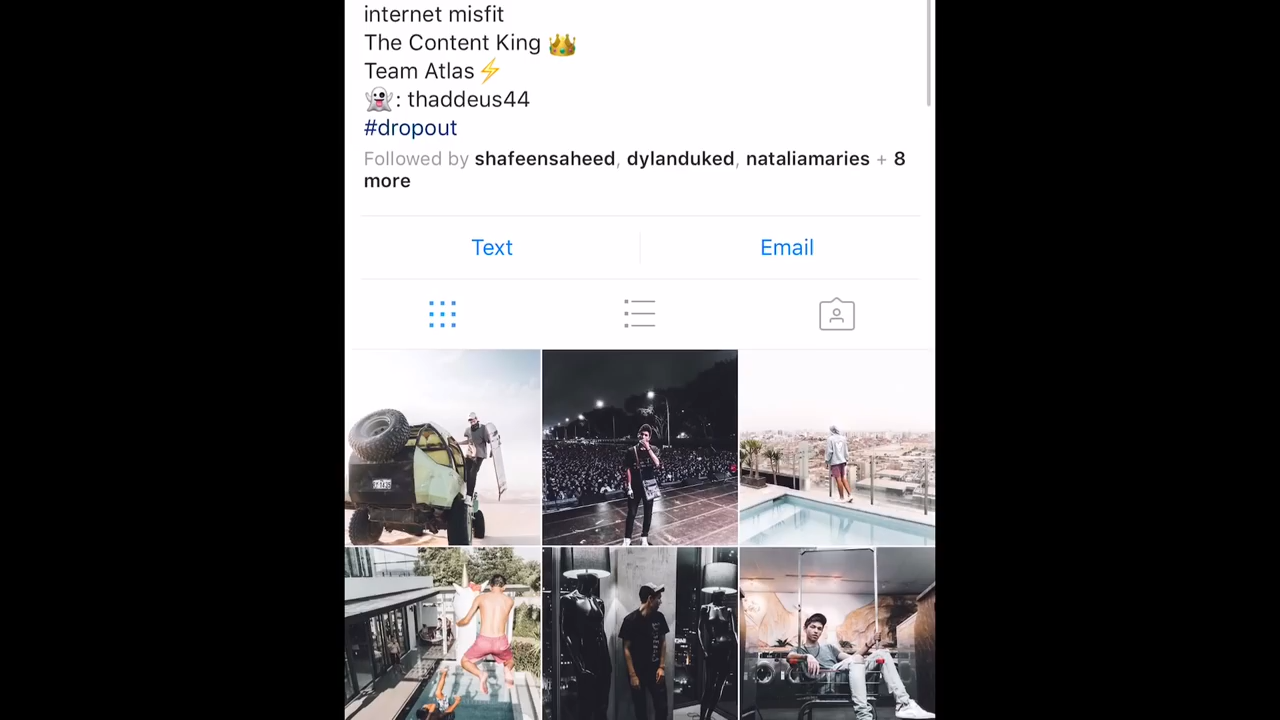 internet misfit
The Content King 👑
Team Atlas⚡
👻: thaddeus44
#dropout
Followed by shafeensaheed, dylanduked, nataliamaries + 8
more
Text Email